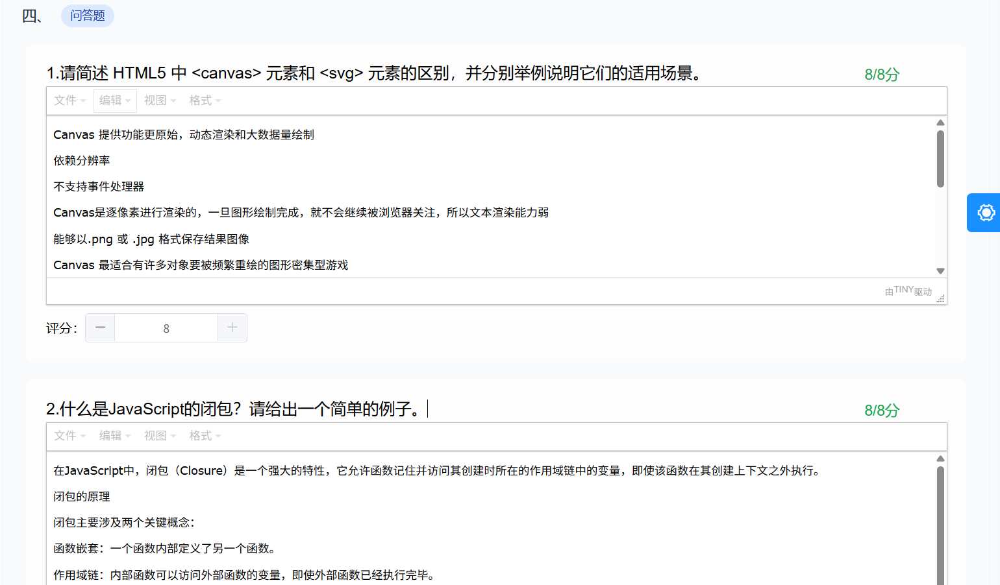 四、 问答题
1.请简述 HTML5 中 <canvas> 元素和 <svg> 元素的区别，并分别举例说明它们的适用场景。 8/8分
文件 编辑 视图 格式
Canvas 提供功能更原始，动态渲染和大数据量绘制
依赖分辨率
不支持事件处理器
Canvas是逐像素进行渲染的，一旦图形绘制完成，就不会继续被浏览器关注，所以文本渲染能力弱
能够以.png 或 .jpg 格式保存结果图像
Canvas 最适合有许多对象要被频繁重绘的图形密集型游戏
由TINY驱动
评分： 8
2.什么是JavaScript的闭包？请给出一个简单的例子。 8/8分
文件 编辑 视图 格式
在JavaScript中，闭包（Closure）是一个强大的特性，它允许函数记住并访问其创建时所在的作用域链中的变量，即使该函数在其创建上下文之外执行。
闭包的原理
闭包主要涉及两个关键概念：
函数嵌套：一个函数内部定义了另一个函数。
作用域链：内部函数可以访问外部函数的变量，即使外部函数已经执行完毕。